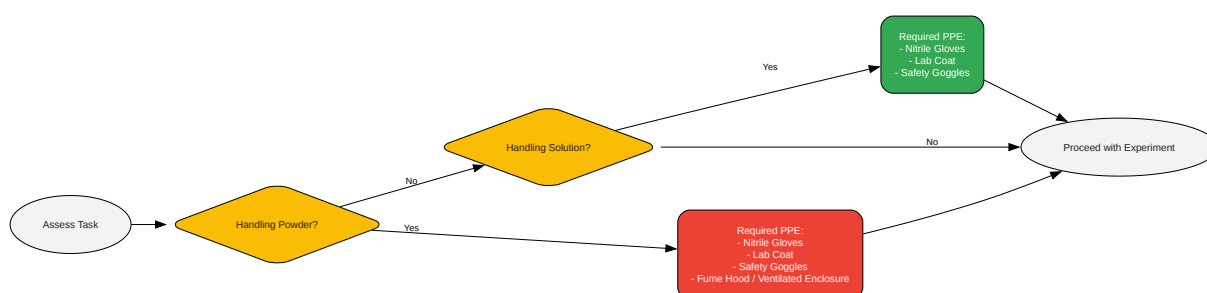 Required PPE:
- Nitrile Gloves
- Lab Coat
- Safety Goggles
Yes
Handling Solution?
No
Proceed with Experiment
No
Assess Task
Handling Powder?
Yes
Required PPE:
- Nitrile Gloves
- Lab Coat
- Safety Goggles
- Fume Hood / Ventilated Enclosure